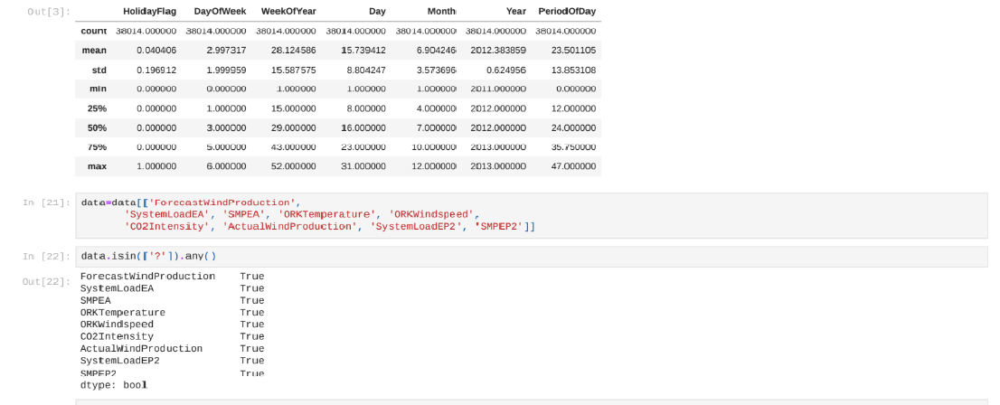 Out[3]:
HolidayFlag DayOfWeek WeekOfYear Day Month Year PeriodOfDay
count 38014.000000 38014.000000 38014.000000 38014.000000 38014.000000 38014.000000 38014.000000
mean 0.040406 2.997317 28.124586 15.739412 6.904246 2012.383859 23.501105
std 0.196912 1.999959 15.587575 8.804247 3.573696 0.624956 13.853108
min 0.000000 0.000000 1.000000 1.000000 1.000000 2011.000000 0.000000
25% 0.000000 1.000000 15.000000 8.000000 4.000000 2012.000000 12.000000
50% 0.000000 3.000000 29.000000 16.000000 7.000000 2012.000000 24.000000
75% 0.000000 5.000000 43.000000 23.000000 10.000000 2013.000000 35.750000
max 1.000000 6.000000 52.000000 31.000000 12.000000 2013.000000 47.000000
In [21]: data=data[['ForecastWindProduction',
'SystemLoadEA', 'SMPEA', 'ORKTemperature', 'ORKWindspeed',
'CO2Intensity', 'ActualWindProduction', 'SystemLoadEP2', 'SMPEP2']]
In [22]: data.isin(['?']).any()
Out[22]: ForecastWindProduction True
SystemLoadEA True
SMPEA True
ORKTemperature True
ORKWindspeed True
CO2Intensity True
ActualWindProduction True
SystemLoadEP2 True
SMPEP2 True
dtype: bool